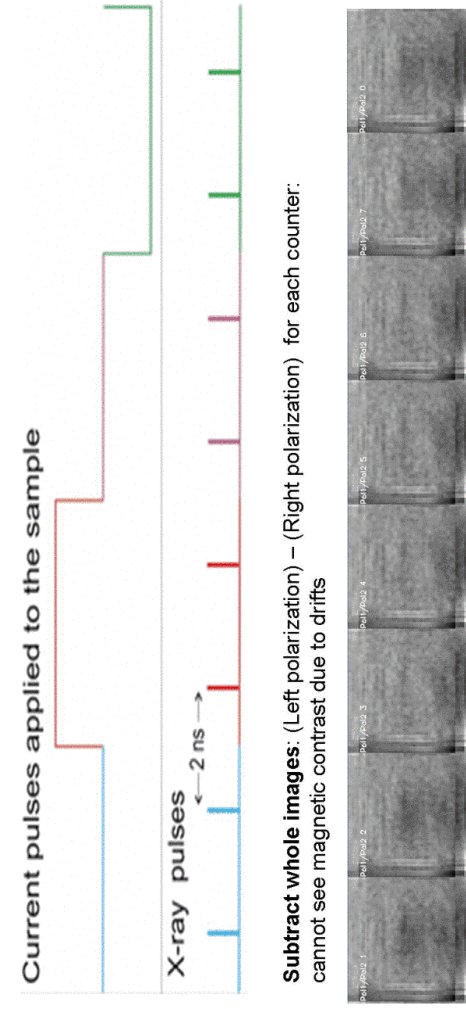 Current pulses applied to the sample
X-ray pulses
<—2 ns —>
Subtract whole images: (Left polarization) – (Right polarization) for each counter:
cannot see magnetic contrast due to drifts
Pol1/Pol2 1
Pol1/Pol2 2
Pol1/Pol2 3
Pol1/Pol2 4
Pol1/Pol2 5
Pol1/Pol2 6
Pol1/Pol2 7
Pol1/Pol2 0